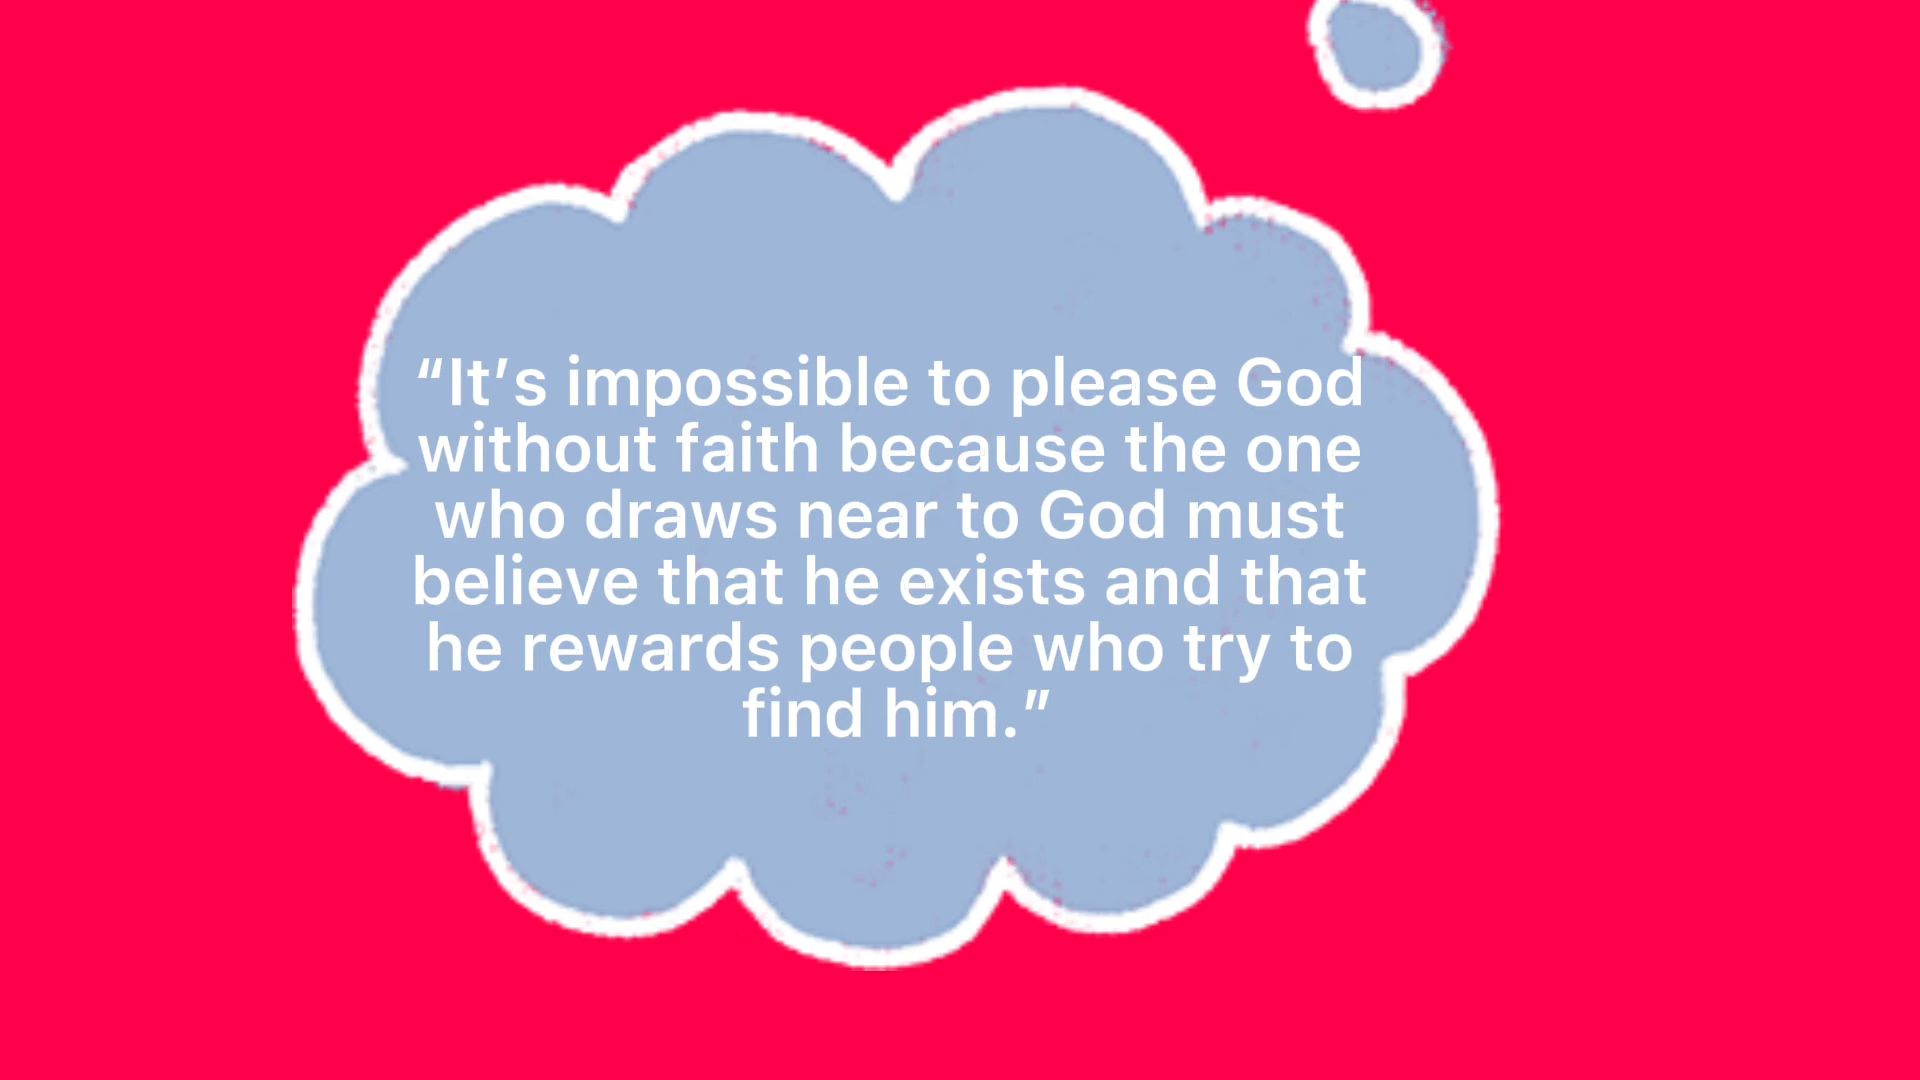 “It’s impossible to please God
without faith because the one
who draws near to God must
believe that he exists and that
he rewards people who try to
find him.”